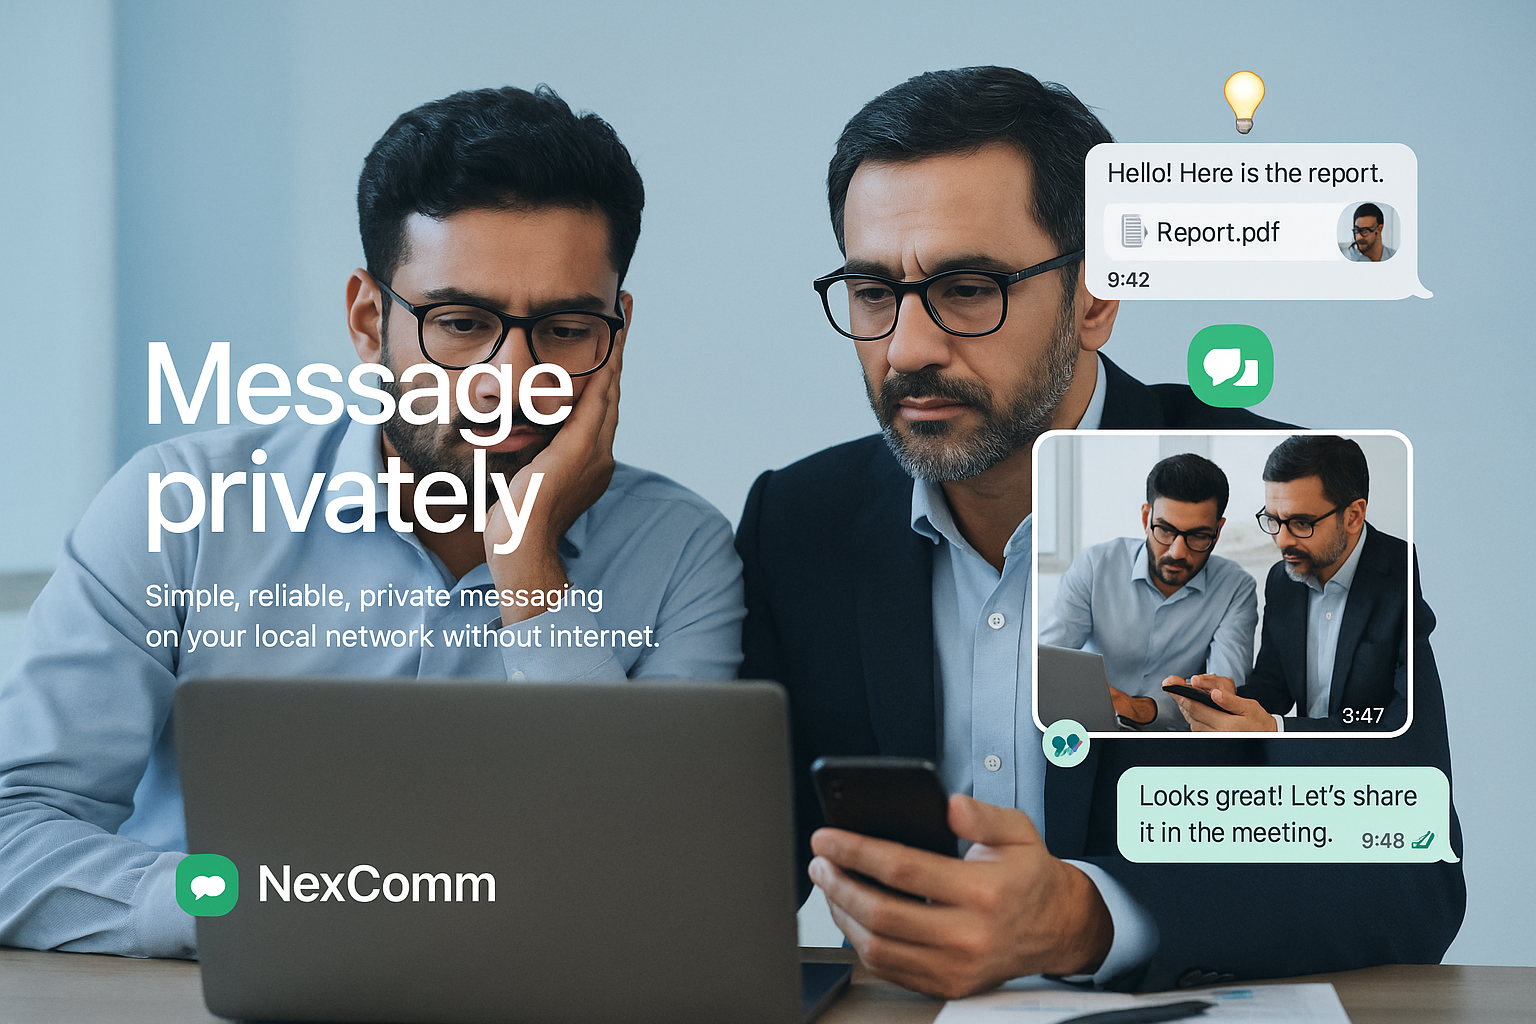 Message
privately
Simple, reliable, private messaging
on your local network without internet.
NexComm
Hello! Here is the report.
Report.pdf
9:42
3:47
Looks great! Let's share
it in the meeting.
9:48